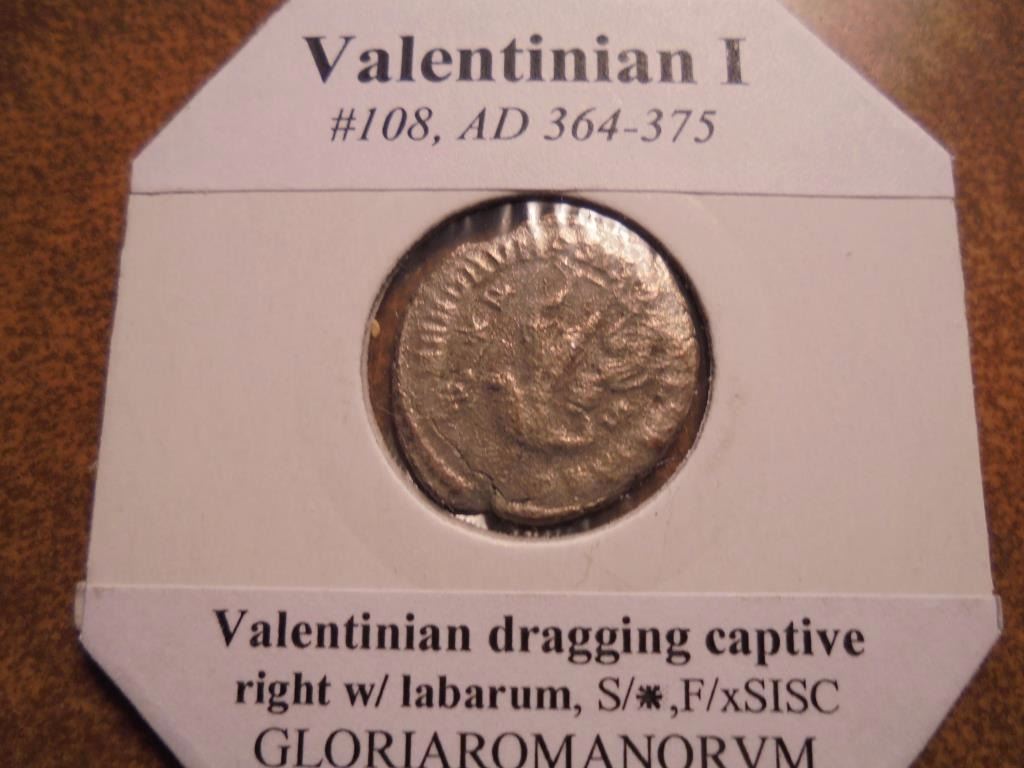 Valentinian I
#108, AD 364-375
Valentinian dragging captive
right w/ labarum, S/⁕,F/xSISC
GLORIAROMANORVM